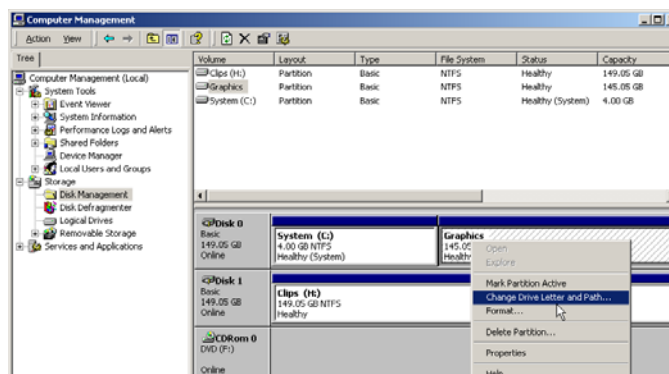 Computer Management
Action View
Tree
Volume Layout Type File System Status Capacity
Clips (H:) Partition Basic NTFS Healthy 149.05 GB
Graphics Partition Basic NTFS Healthy 145.05 GB
System (C:) Partition Basic NTFS Healthy (System) 4.00 GB
Computer Management (Local)
System Tools
Event Viewer
System Information
Performance Logs and Alerts
Shared Folders
Device Manager
Local Users and Groups
Storage
Disk Management
Disk Defragmenter
Logical Drives
Removable Storage
Services and Applications
Disk 0
Basic
149.05 GB
Online
System (C:)
4.00 GB NTFS
Healthy (System)
Graphics
145.05
Healthy
Disk 1
Basic
149.05 GB
Online
Clips (H:)
149.05 GB NTFS
Healthy
CDRom 0
DVD (F:)
Online
Open
Explore
Mark Partition Active
Change Drive Letter and Path...
Format...
Delete Partition...
Properties
Help